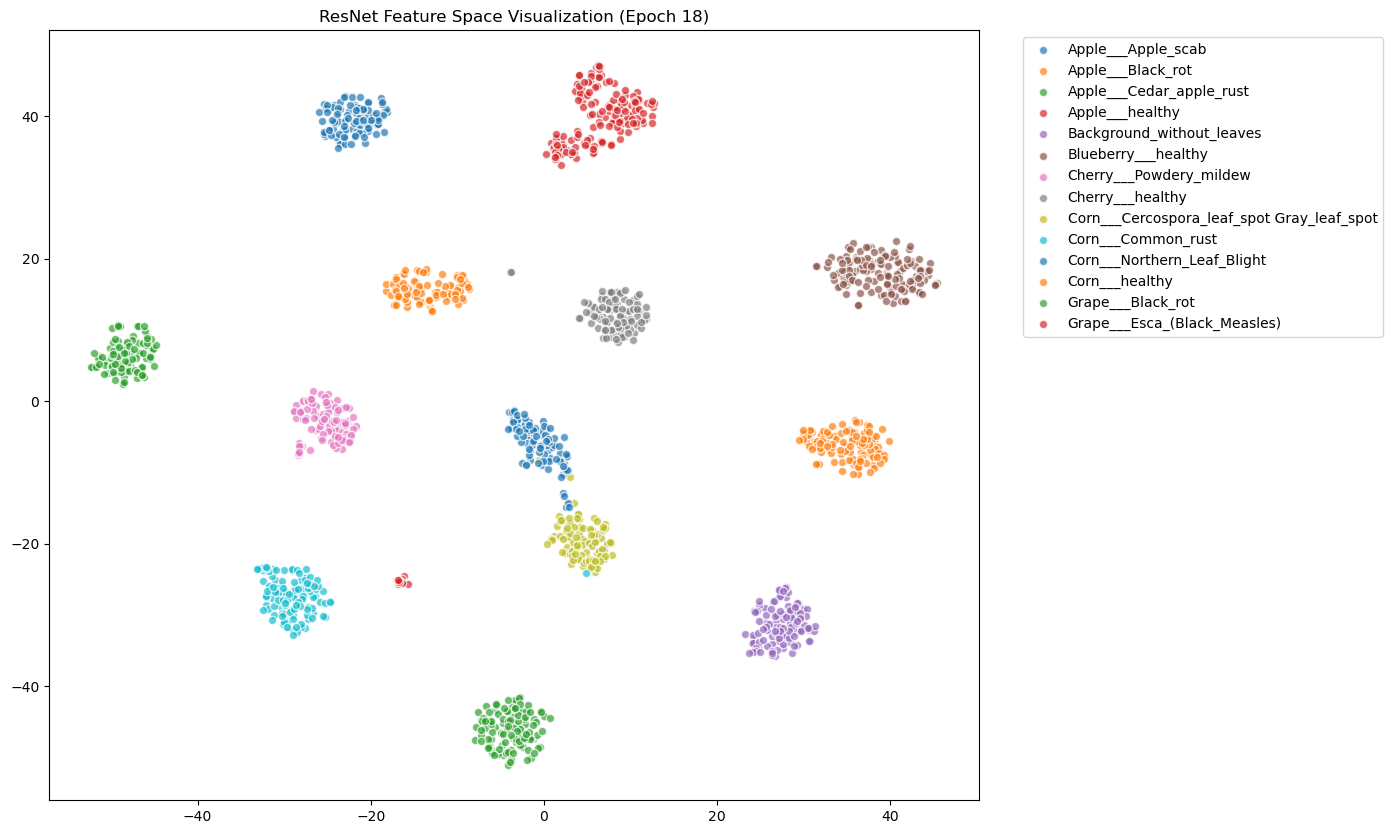 ResNet Feature Space Visualization (Epoch 18)
40
20
0
−20
−40
−40
−20
0
20
40
Apple___Apple_scab
Apple___Black_rot
Apple___Cedar_apple_rust
Apple___healthy
Background_without_leaves
Blueberry___healthy
Cherry___Powdery_mildew
Cherry___healthy
Corn___Cercospora_leaf_spot Gray_leaf_spot
Corn___Common_rust
Corn___Northern_Leaf_Blight
Corn___healthy
Grape___Black_rot
Grape___Esca_(Black_Measles)